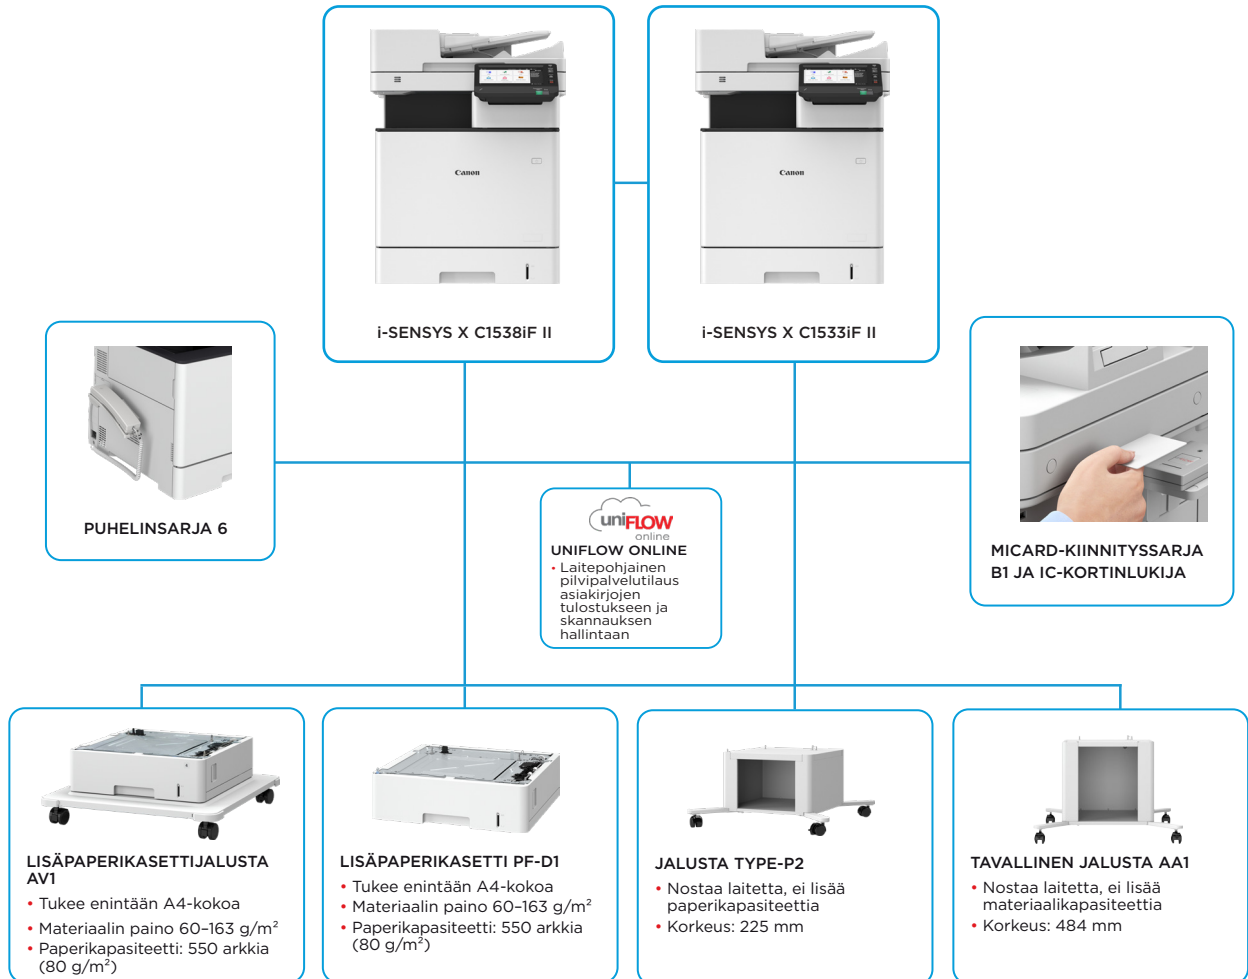 Canon
Canon
i-SENSYS X C1538iF II
i-SENSYS X C1533iF II
PUHELINSARJA 6
uniFLOW
online
UNIFLOW ONLINE
• Laitepohjainen
pilvipalvelutilaus
asiakirjojen
tulostukseen ja
skannauksen
hallintaan
MICARD-KIINNITYSSARJA
B1 JA IC-KORTINLUKIJA
LISÄPAPERIKASETTIJALUSTA
AV1
• Tukee enintään A4-kokoa
• Materiaalin paino 60–163 g/m²
• Paperikapasiteetti: 550 arkkia
(80 g/m²)
LISÄPAPERIKASETTI PF-D1
• Tukee enintään A4-kokoa
• Materiaalin paino 60–163 g/m²
• Paperikapasiteetti: 550 arkkia
(80 g/m²)
JALUSTA TYPE-P2
• Nostaa laitetta, ei lisää
paperikapasiteettia
• Korkeus: 225 mm
TAVALLINEN JALUSTA AA1
• Nostaa laitetta, ei lisää
materiaalikapasiteettia
• Korkeus: 484 mm